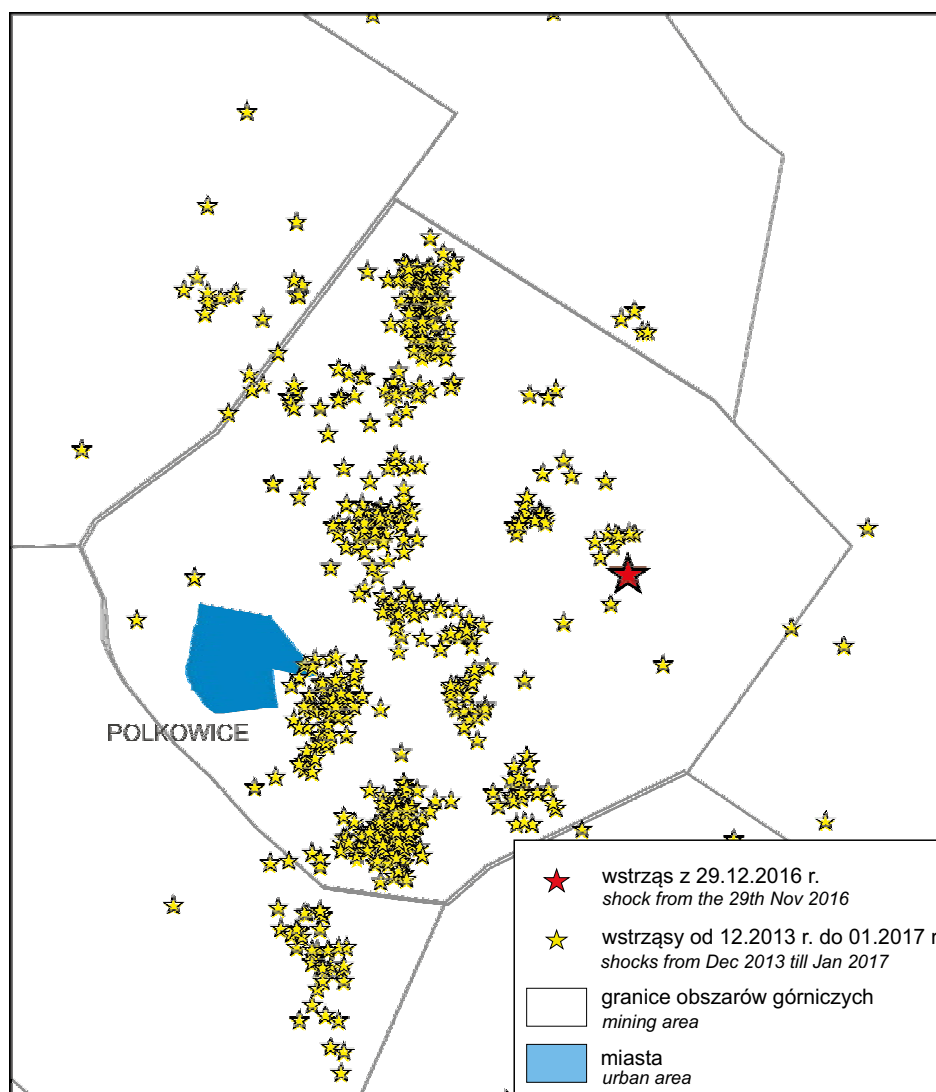 POLKOWICE
wstrząs z 29.12.2016 r.
shock from the 29th Nov 2016
wstrząsy od 12.2013 r. do 01.2017 r
shocks from Dec 2013 till Jan 2017
granice obszarów górniczych
mining area
miasta
urban area